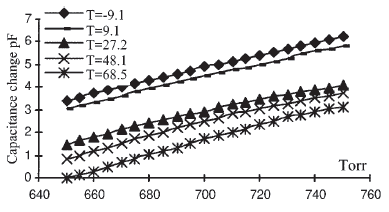 Capacitance change pF
7
6
5
4
3
2
1
0
T=-9.1
T=9.1
T=27.2
T=48.1
T=68.5
Torr
640 660 680 700 720 740 760